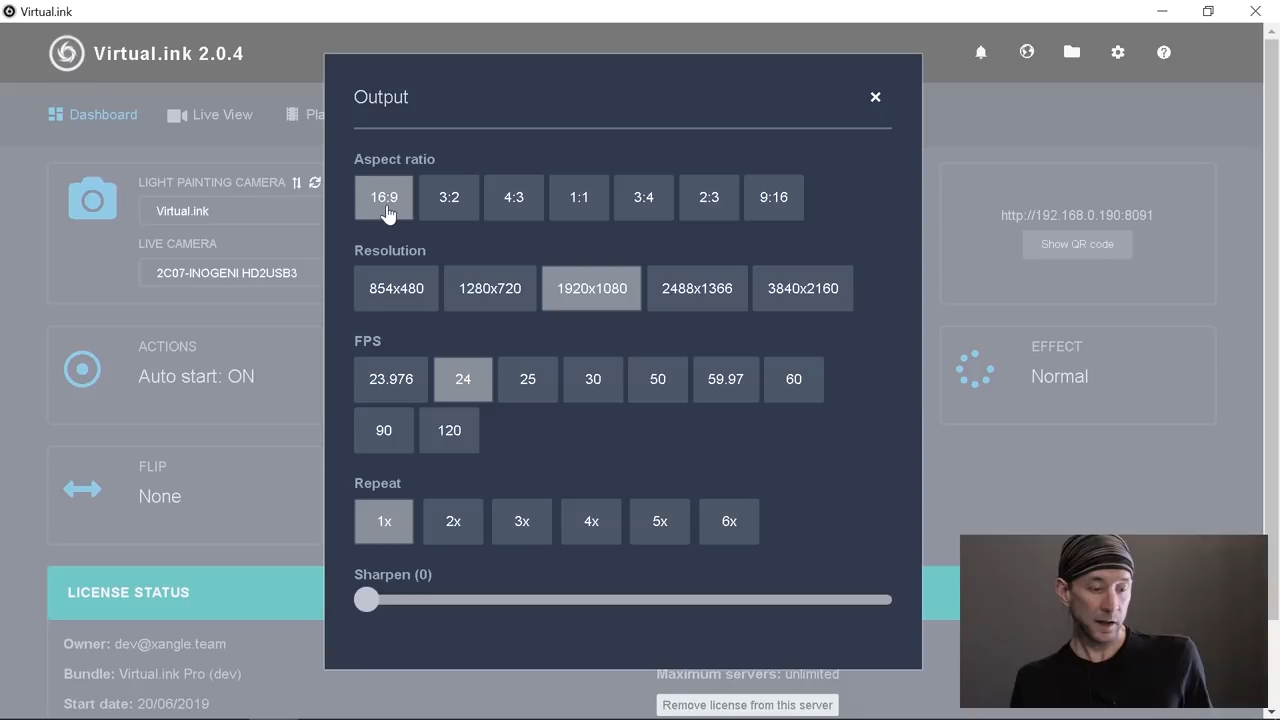 Virtual.ink
Virtual.ink 2.0.4
Dashboard
Live View
Pla
Output
Aspect ratio
16:9 3:2 4:3 1:1 3:4 2:3 9:16
Resolution
854x480 1280x720 1920x1080 2488x1366 3840x2160
FPS
23.976 24 25 30 50 59.97 60
90 120
Repeat
1x 2x 3x 4x 5x 6x
Sharpen (0)
LIGHT PAINTING CAMERA
Virtual.ink
LIVE CAMERA
2C07-INOGENI HD2USB3
http://192.168.0.190:8091
Show QR code
ACTIONS
Auto start: ON
EFFECT
Normal
FLIP
None
LICENSE STATUS
Owner: dev@xangle.team
Bundle: Virtual.ink Pro (dev)
Start date: 20/06/2019
Maximum servers: unlimited
Remove license from this server